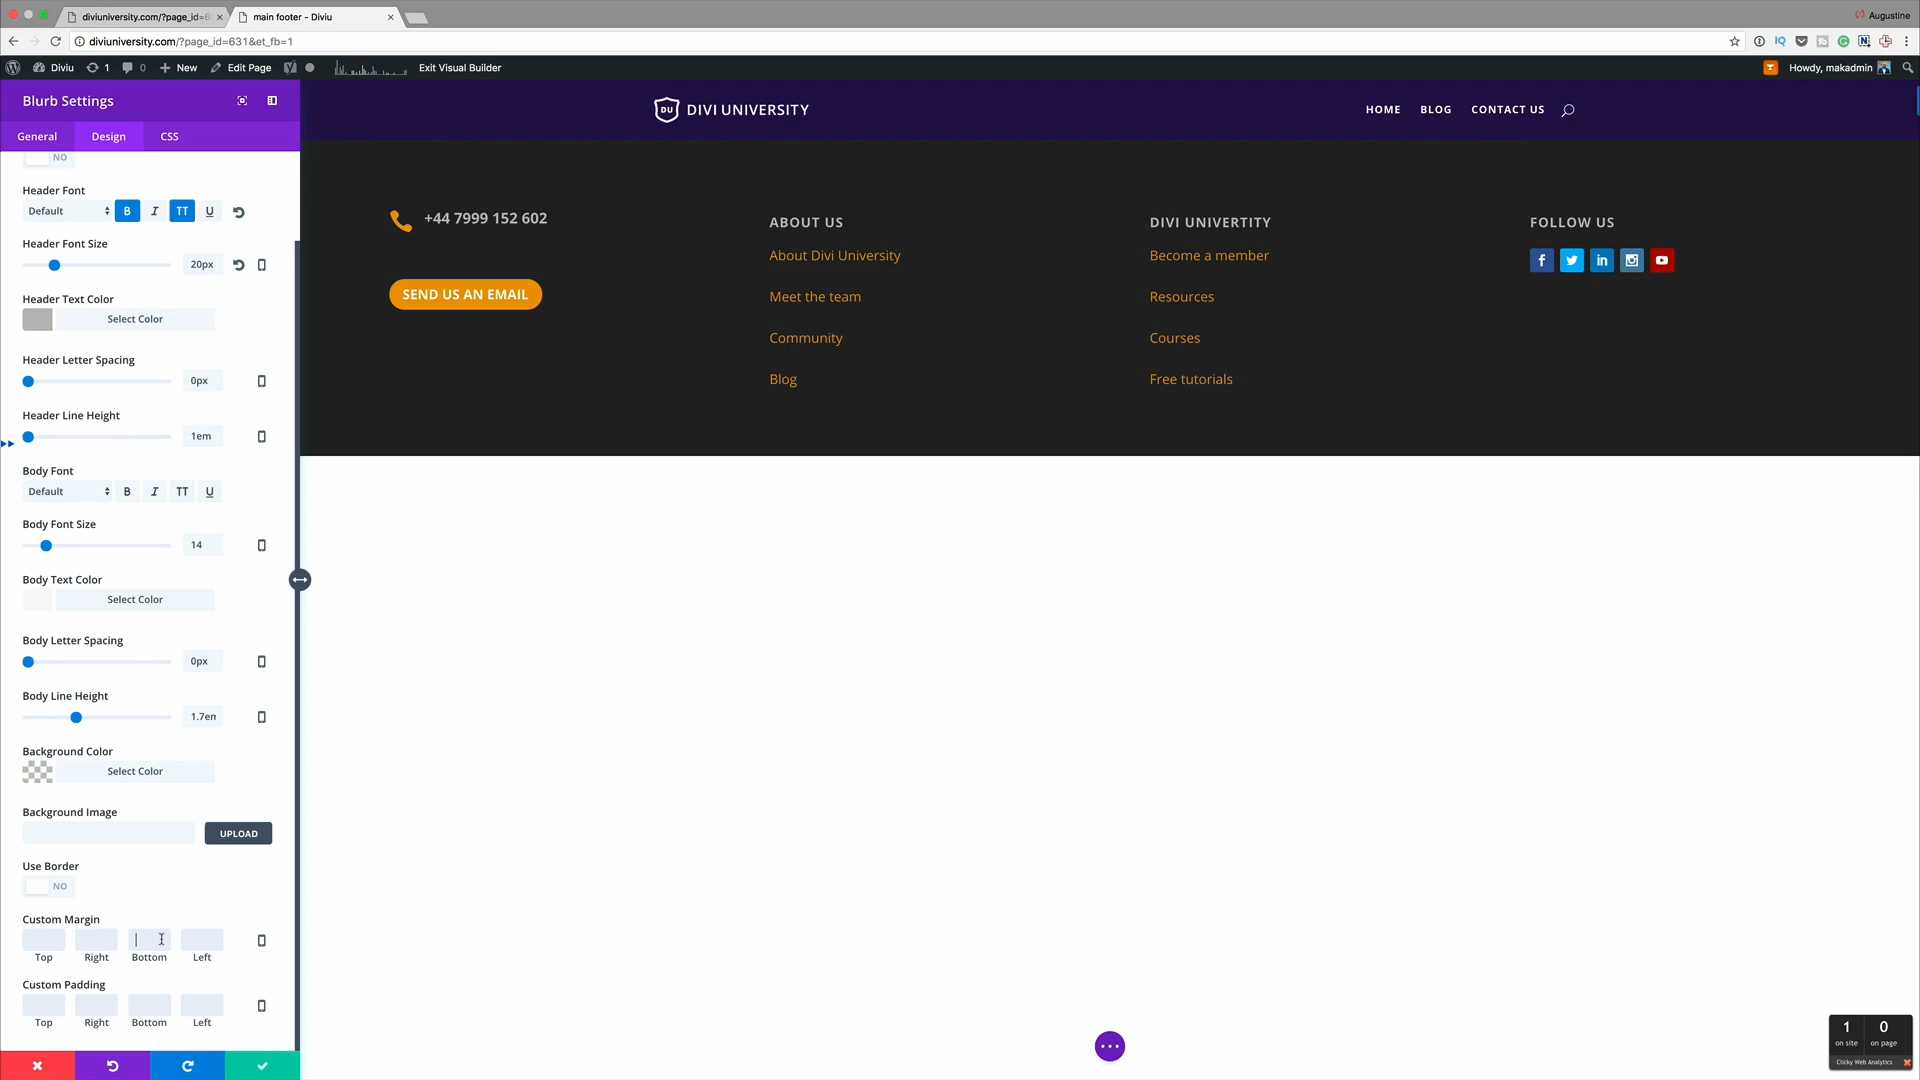 diviuniversity.com/?page_id=6
main footer - Diviu
Augustine
diviuniversity.com/?page_id=631&et_fb=1
Diviu
1
0
New
Edit Page
Exit Visual Builder
Howdy, makadmin
Blurb Settings
General
Design
CSS
NO
Header Font
Default
B
I
TT
U
Header Font Size
20px
Header Text Color
Select Color
Header Letter Spacing
0px
Header Line Height
1em
Body Font
Default
B
I
TT
U
Body Font Size
14
Body Text Color
Select Color
Body Letter Spacing
0px
Body Line Height
1.7em
Background Color
Select Color
Background Image
UPLOAD
Use Border
NO
Custom Margin
Top
Right
Bottom
Left
Custom Padding
Top
Right
Bottom
Left
DU
DIVI UNIVERSITY
HOME
BLOG
CONTACT US
+44 7999 152 602
SEND US AN EMAIL
ABOUT US
About Divi University
Meet the team
Community
Blog
DIVI UNIVERTITY
Become a member
Resources
Courses
Free tutorials
FOLLOW US
1
on site
0
on page
Clicky Web Analytics